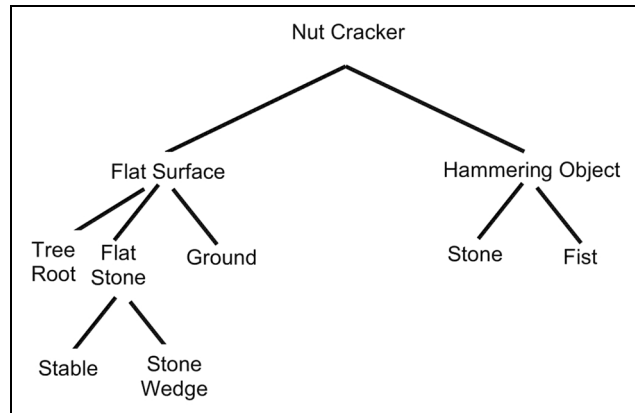 Nut Cracker
Flat Surface
Hammering Object
Tree
Root
Flat
Stone
Ground
Stone
Fist
Stable
Stone
Wedge